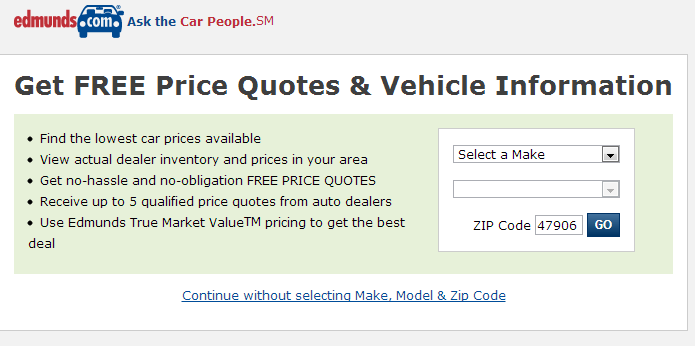 edmunds.com® Ask the Car People.SM
Get FREE Price Quotes & Vehicle Information
• Find the lowest car prices available
• View actual dealer inventory and prices in your area
• Get no-hassle and no-obligation FREE PRICE QUOTES
• Receive up to 5 qualified price quotes from auto dealers
• Use Edmunds True Market Value™ pricing to get the best
deal
Select a Make
ZIP Code 47906 GO
Continue without selecting Make, Model & Zip Code